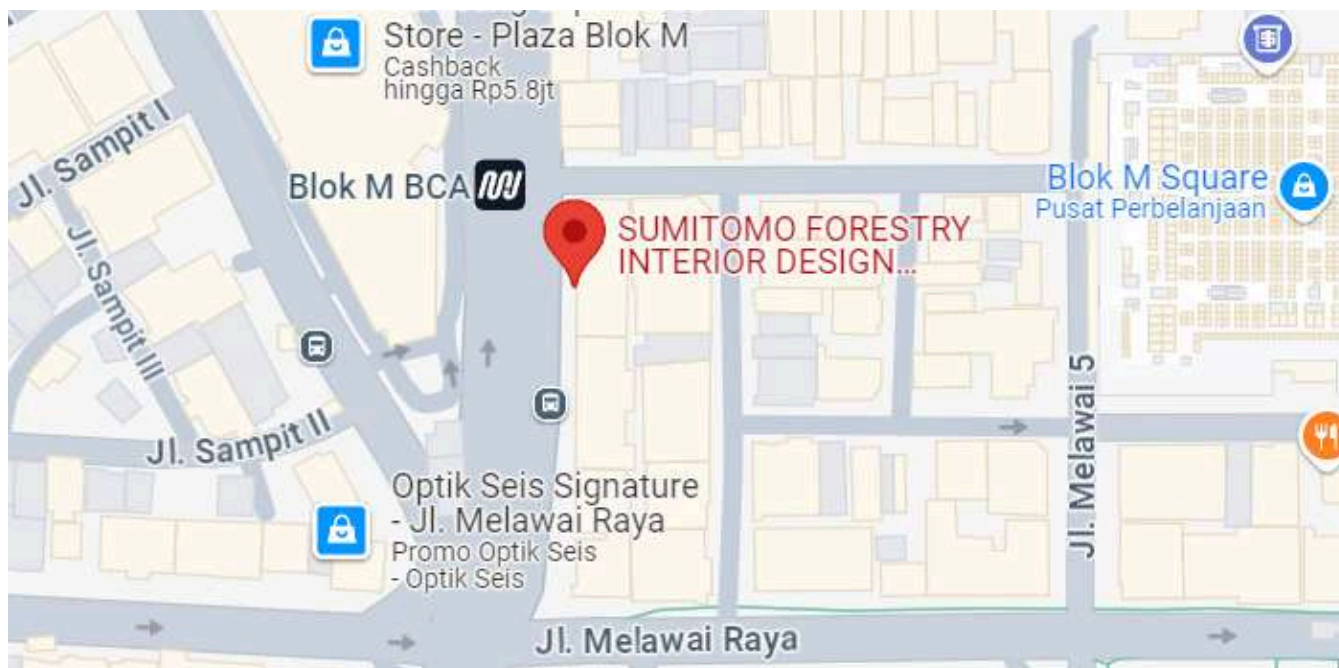 Store - Plaza Blok M
Cashback
hingga Rp5.8jt
Jl. Sampit I
Blok M BCA
Blok M Square
Pusat Perbelanjaan
SUMITOMO FORESTRY
INTERIOR DESIGN...
Jl. Sampit III
Jl. Melawai 5
Jl. Sampit II
Optik Seis Signature
- Jl. Melawai Raya
Promo Optik Seis
- Optik Seis
Jl. Melawai Raya